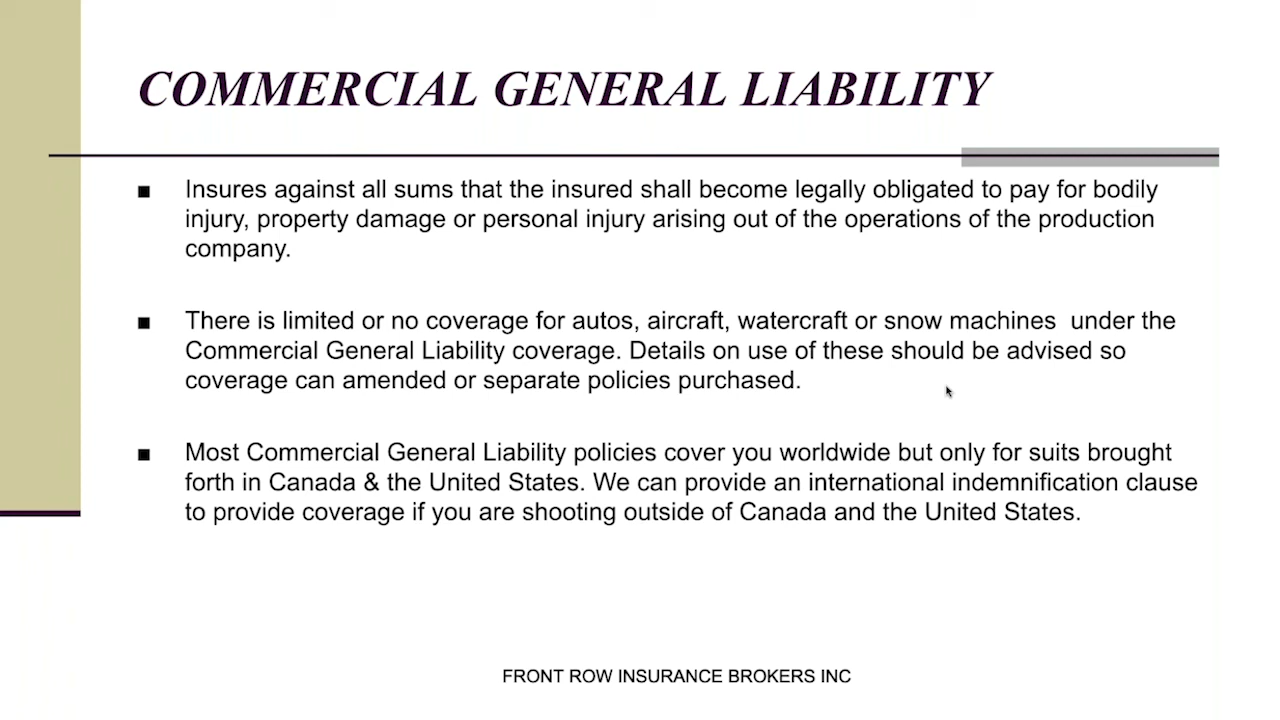 COMMERCIAL GENERAL LIABILITY
■ Insures against all sums that the insured shall become legally obligated to pay for bodily
injury, property damage or personal injury arising out of the operations of the production
company.
■ There is limited or no coverage for autos, aircraft, watercraft or snow machines  under the
Commercial General Liability coverage. Details on use of these should be advised so
coverage can amended or separate policies purchased.
■ Most Commercial General Liability policies cover you worldwide but only for suits brought
forth in Canada & the United States. We can provide an international indemnification clause
to provide coverage if you are shooting outside of Canada and the United States.
FRONT ROW INSURANCE BROKERS INC